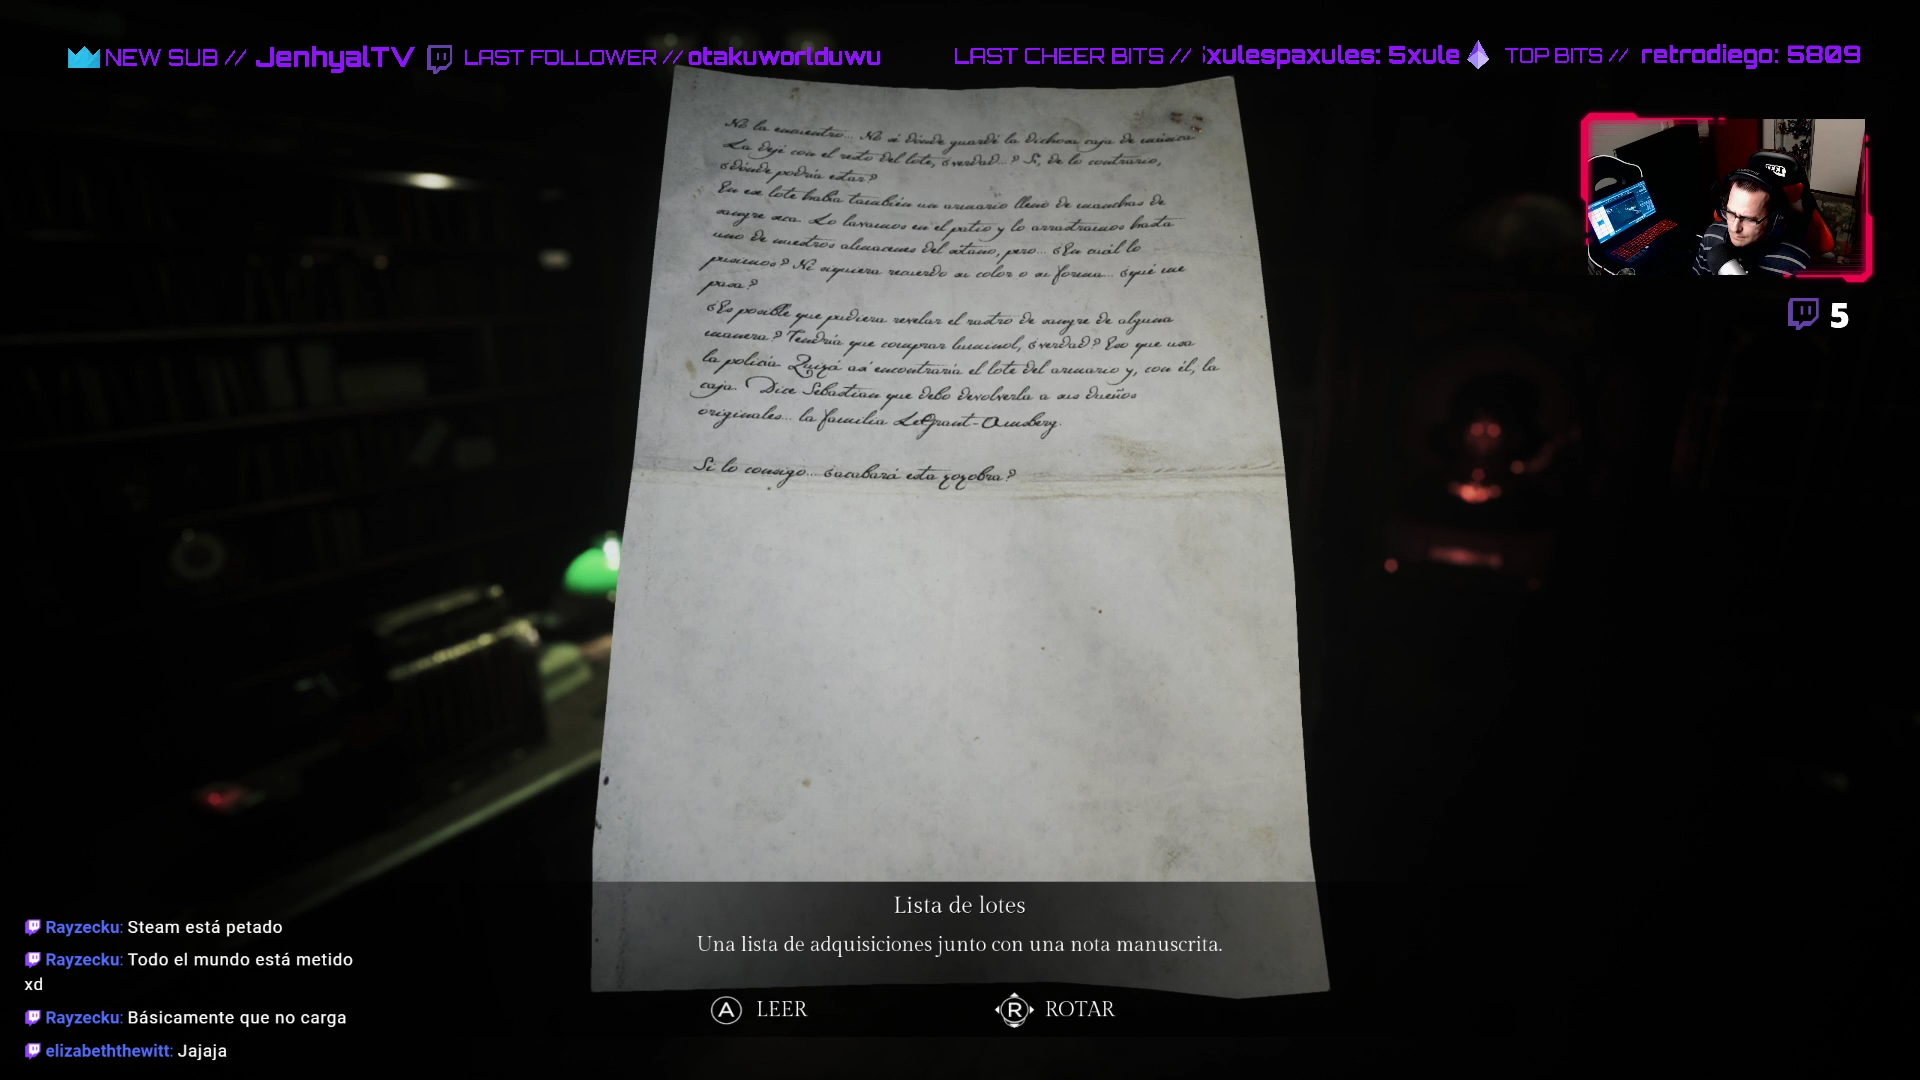 NEW SUB // JenhyalTV LAST FOLLOWER // otakuworlduwu LAST CHEER BITS // ixulespaxules: 5xule TOP BITS // retrodiego: 5809
5
No la encuentro... No sé dónde guardé la dichosa caja de música.
La dejé con el resto del lote, ¿verdad...? Si, de lo contrario,
¿dónde podría estar?
En ese lote había también un armario lleno de manchas de
sangre seca. Lo lavamos en el patio y lo arrastramos hasta
uno de nuestros almacenes del sótano, pero... ¿En cuál lo
pusimos? Ni siquiera recuerdo su color o su forma... ¿qué me
pasa?
¿Es posible que pudiera revelar el rastro de sangre de alguna
manera? Tendría que comprar luminol, ¿verdad? Eso que usa
la policía. Quizá así encontraría el lote del armario y, con él, la
caja. Dice Sebastian que debo devolverla a sus dueños
originales... la familia LeGrant-Amsberg.
Si lo consigo... ¿acabará esta zozobra?
Lista de lotes
Una lista de adquisiciones junto con una nota manuscrita.
A LEER R ROTAR
Rayzecku: Steam está petado
Rayzecku: Todo el mundo está metido
xd
Rayzecku: Básicamente que no carga
elizabeththewitt: Jajaja